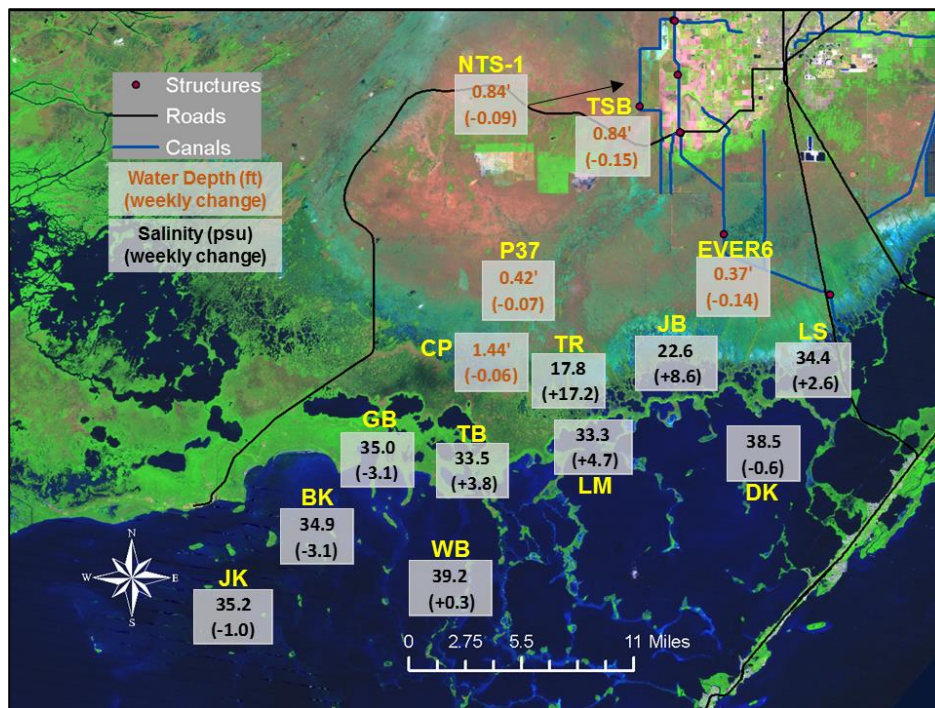 NTS-1
0.84'
(-0.09)
Structures
Roads
Canals
TSB
0.84'
(-0.15)
Water Depth (ft)
(weekly change)
Salinity (psu)
(weekly change)
P37
0.42'
(-0.07)
EVER6
0.37'
(-0.14)
CP
1.44'
(-0.06)
TR
17.8
(+17.2)
JB
22.6
(+8.6)
LS
34.4
(+2.6)
GB
35.0
(-3.1)
TB
33.5
(+3.8)
33.3
(+4.7)
LM
38.5
(-0.6)
DK
BK
34.9
(-3.1)
WB
39.2
(+0.3)
JK
35.2
(-1.0)
N
W E
S
0 2.75 5.5 11 Miles